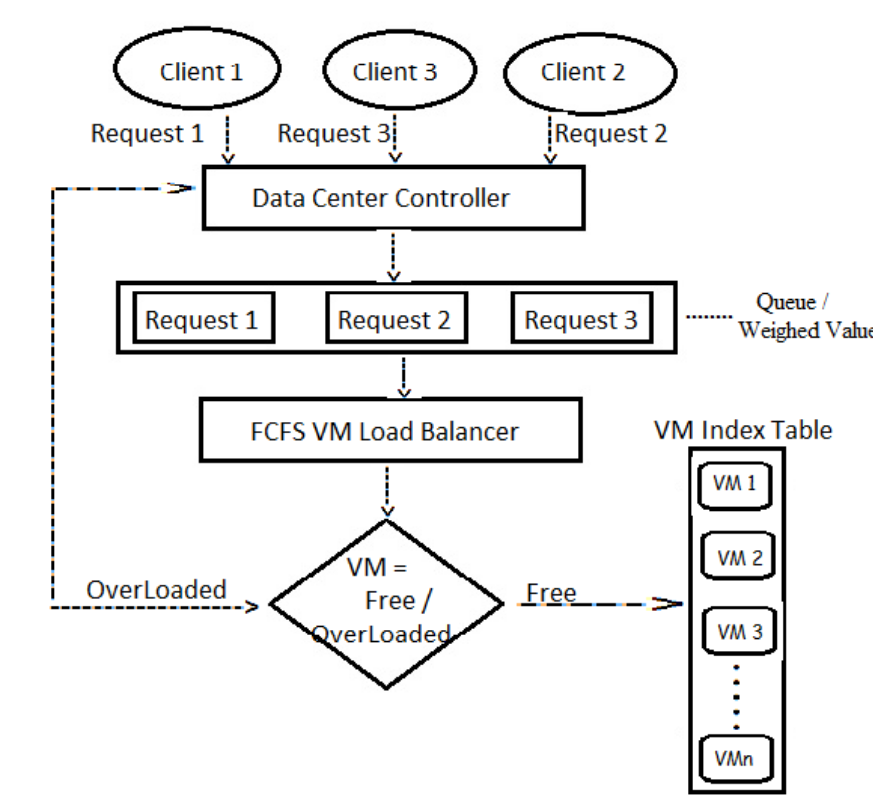 Client 1
Client 3
Client 2
Request 1
Request 3
Request 2
Data Center Controller
Request 1
Request 2
Request 3
Queue /
Weighed Value
FCFS VM Load Balancer
VM Index Table
VM 1
VM 2
VM 3
VMn
VM =
Free /
OverLoaded
OverLoaded
Free